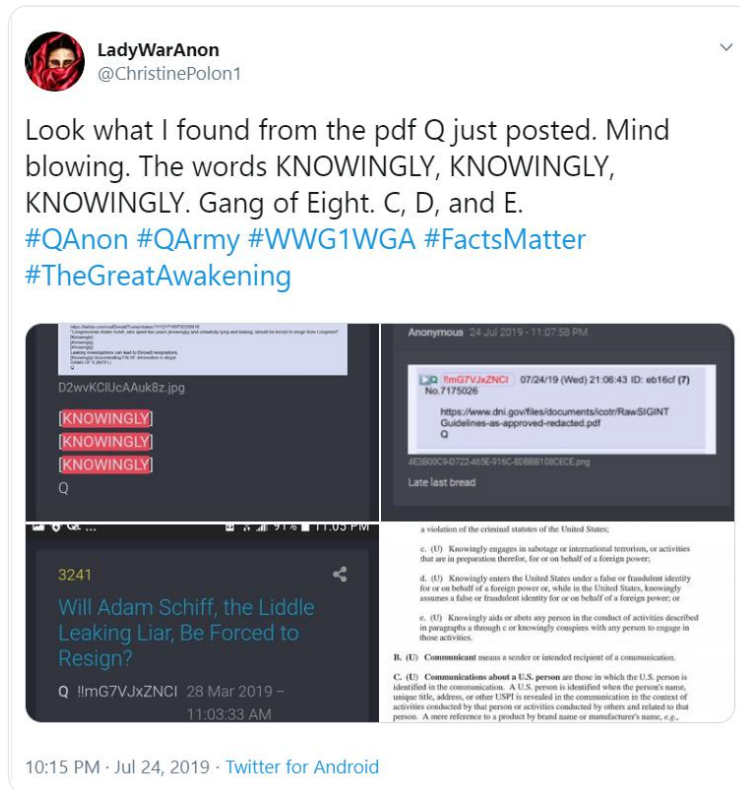 LadyWarAnon
@ChristinePolon1
Look what I found from the pdf Q just posted. Mind
blowing. The words KNOWINGLY, KNOWINGLY,
KNOWINGLY. Gang of Eight. C, D, and E.
#QAnon #QArmy #WWG1WGA #FactsMatter
#TheGreatAwakening
[Knowingly]
[Knowingly]
[Knowingly]
Q
D2wvKCIUcAAuk8z.jpg
[KNOWINGLY]
[KNOWINGLY]
[KNOWINGLY]
Q
Anonymous 24 Jul 2019 - 11:07:58 PM
Q !!mG7VJxZNCI 07/24/19 (Wed) 21:06:43 ID: eb16cf (7)
No.7175026
https://www.dni.gov/files/documents/icotr/RawSIGINT
Guidelines-as-approved-redacted.pdf
Q
Late last bread
91% 11:05 PM
3241
Will Adam Schiff, the Liddle
Leaking Liar, Be Forced to
Resign?
Q !!mG7VJxZNCI 28 Mar 2019 –
11:03:33 AM
a violation of the criminal statutes of the United States;
c. (U) Knowingly engages in sabotage or international terrorism, or activities
that are in preparation therefor, for or on behalf of a foreign power;
d. (U) Knowingly enters the United States under a false or fraudulent identity
for or on behalf of a foreign power or, while in the United States, knowingly
assumes a false or fraudulent identity for or on behalf of a foreign power; or
e. (U) Knowingly aids or abets any person in the conduct of activities described
in paragraphs a through c or knowingly conspires with any person to engage in
those activities.
B. (U) Communicant means a sender or intended recipient of a communication.
C. (U) Communications about a U.S. person are those in which the U.S. person is
identified in the communication. A U.S. person is identified when the person's name,
unique title, address, or other USPI is revealed in the communication in the context of
activities conducted by that person or activities conducted by others and related to that
person. A mere reference to a product by brand name or manufacturer's name, e.g.,
10:15 PM · Jul 24, 2019 · Twitter for Android